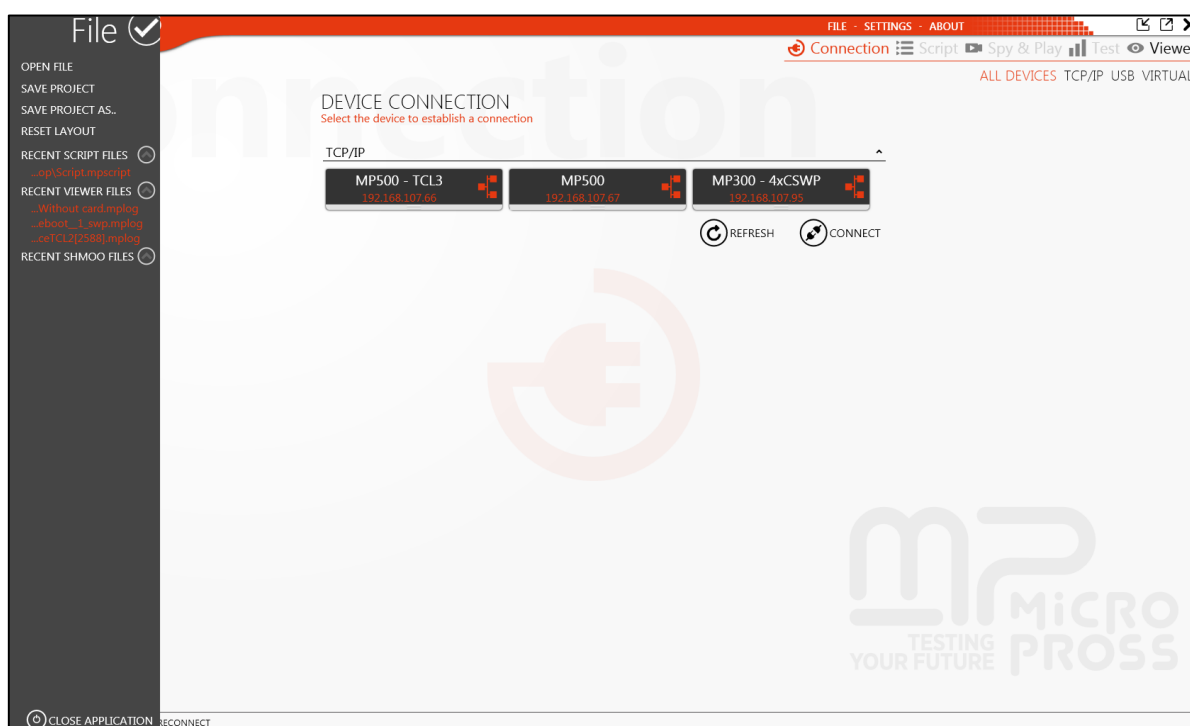 File
OPEN FILE
SAVE PROJECT
SAVE PROJECT AS..
RESET LAYOUT
RECENT SCRIPT FILES
...op\Script.mpscript
RECENT VIEWER FILES
...Without card.mplog
...eboot__1_swp.mplog
...ceTCL2[2588].mplog
RECENT SHMOO FILES
CLOSE APPLICATION
RECONNECT
FILE - SETTINGS - ABOUT
Connection Script Spy & Play Test Viewe
ALL DEVICES TCP/IP USB VIRTUAL
onnection
DEVICE CONNECTION
Select the device to establish a connection
TCP/IP
MP500 - TCL3 MP500 MP300 - 4xCSWP
192.168.107.66 192.168.107.67 192.168.107.95
REFRESH CONNECT
MP
MiCRO
PROSS
TESTING
YOUR FUTURE